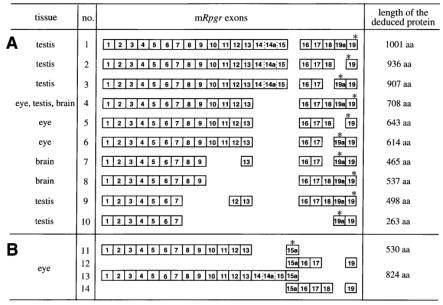 tissue no. mRpgr exons length of the deduced protein
A testis 1 1 2 3 4 5 6 7 8 9 10 11 12 13 14 14a 15 16 17 18 19a 19 * 1001 aa
testis 2 1 2 3 4 5 6 7 8 9 10 11 12 13 14 14a 15 16 17 18 19 * 936 aa
testis 3 1 2 3 4 5 6 7 8 9 10 11 12 13 14 14a 15 16 17 19a 19 * 907 aa
eye, testis, brain 4 1 2 3 4 5 6 7 8 9 10 11 12 13 16 17 18 19a 19 * 708 aa
eye 5 1 2 3 4 5 6 7 8 9 10 11 12 13 16 17 18 19 * 643 aa
eye 6 1 2 3 4 5 6 7 8 9 10 11 12 13 16 17 19a 19 * 614 aa
brain 7 1 2 3 4 5 6 7 8 9 13 16 17 19a 19 * 465 aa
brain 8 1 2 3 4 5 6 7 8 9 16 17 18 19a 19 * 537 aa
testis 9 1 2 3 4 5 6 7 12 13 16 17 18 19a 19 * 498 aa
testis 10 1 2 3 4 5 6 7 19a 19 * 263 aa
B eye 11 1 2 3 4 5 6 7 8 9 10 11 12 13 15a * 530 aa
12 15a 16 17 19
13 1 2 3 4 5 6 7 8 9 10 11 12 13 14 14a 15 15a 824 aa
14 15a 16 17 18 19